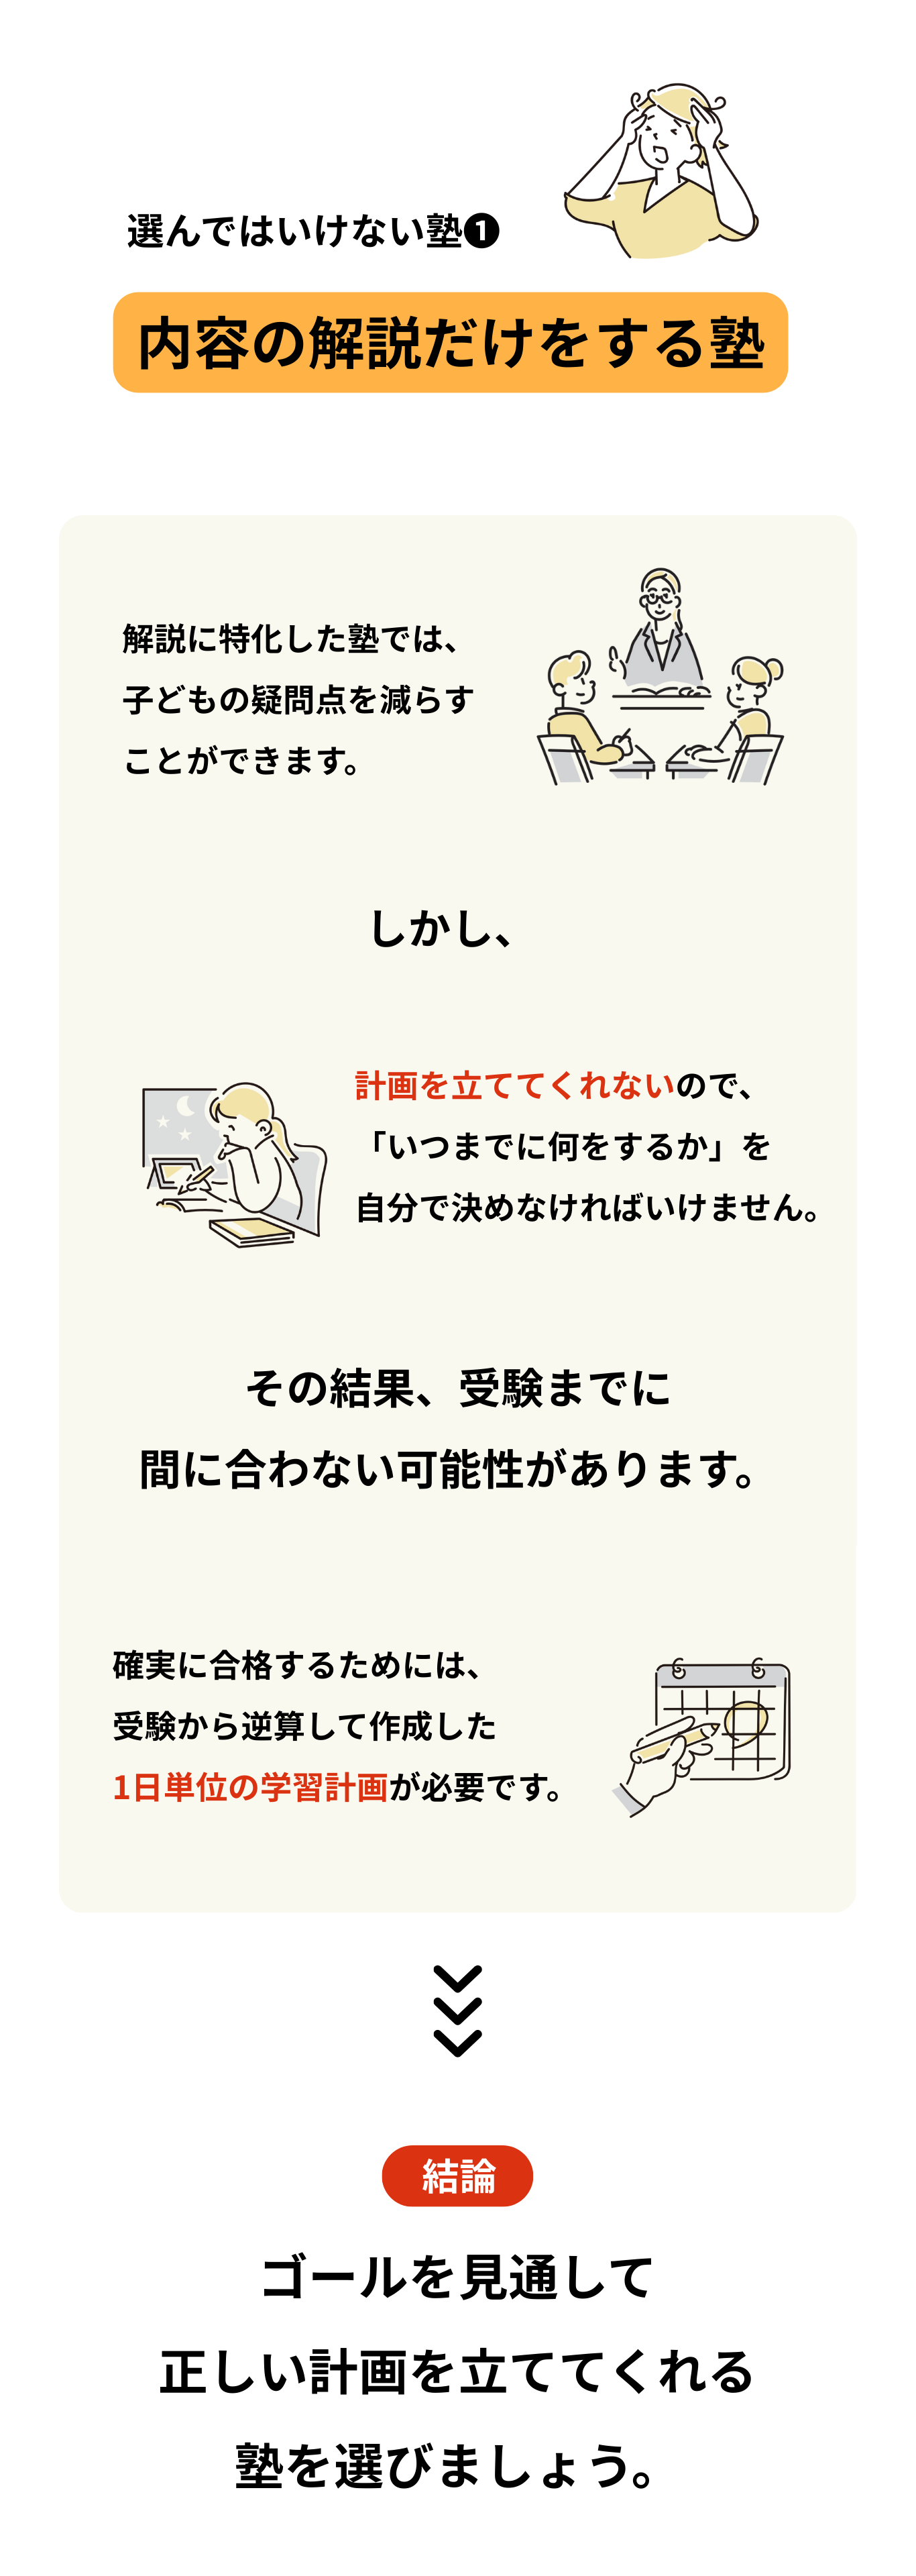 選んではいけない塾❶
内容の解説だけをする塾
解説に特化した塾では、
子どもの疑問点を減らす
ことができます。
しかし、
計画を立ててくれないので、
「いつまでに何をするか」を
自分で決めなければいけません。
その結果、受験までに
間に合わない可能性があります。
確実に合格するためには、
受験から逆算して作成した
1日単位の学習計画が必要です。
結論
ゴールを見通して
正しい計画を立ててくれる
塾を選びましょう。